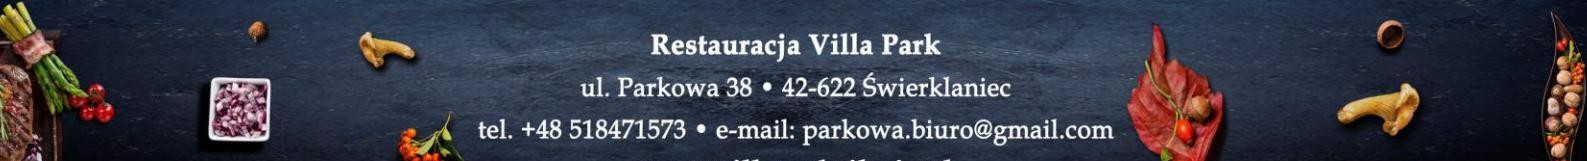 Restauracja Villa Park
ul. Parkowa 38 • 42-622 Świerklaniec
tel. +48 518471573 • e-mail: parkowa.biuro@gmail.com